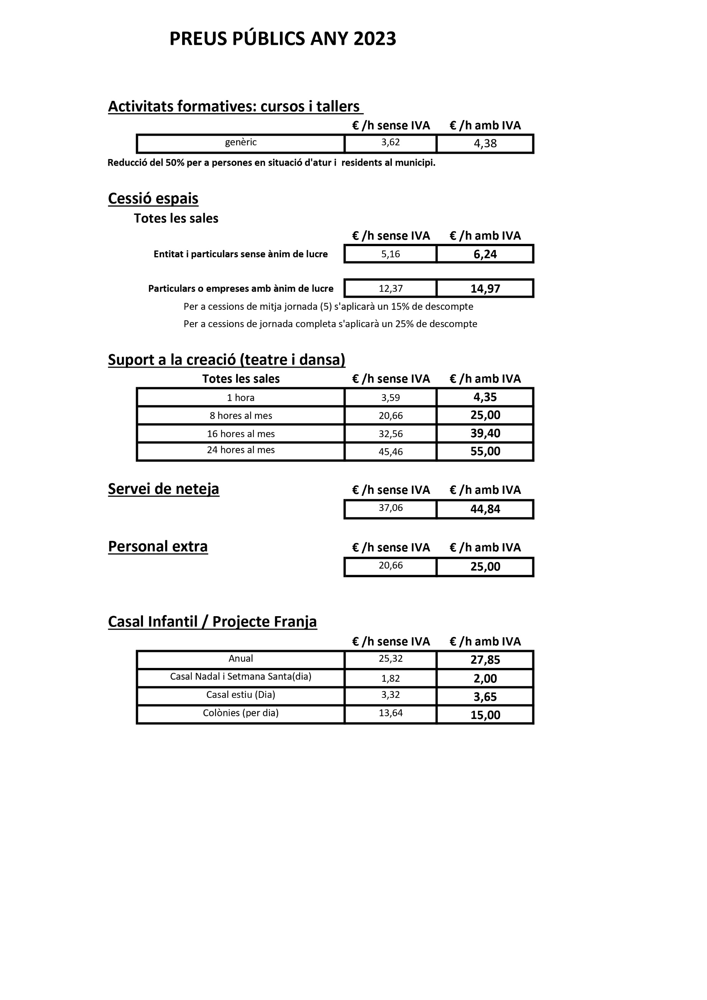 PREUS PÚBLICS ANY 2023
Activitats formatives: cursos i tallers
€ /h sense IVA € /h amb IVA
genèric 3,62 4,38
Reducció del 50% per a persones en situació d'atur i residents al municipi.
Cessió espais
Totes les sales
€ /h sense IVA € /h amb IVA
Entitat i particulars sense ànim de lucre 5,16 6,24
Particulars o empreses amb ànim de lucre 12,37 14,97
Per a cessions de mitja jornada (5) s'aplicarà un 15% de descompte
Per a cessions de jornada completa s'aplicarà un 25% de descompte
Suport a la creació (teatre i dansa)
Totes les sales € /h sense IVA € /h amb IVA
1 hora 3,59 4,35
8 hores al mes 20,66 25,00
16 hores al mes 32,56 39,40
24 hores al mes 45,46 55,00
Servei de neteja € /h sense IVA € /h amb IVA
37,06 44,84
Personal extra € /h sense IVA € /h amb IVA
20,66 25,00
Casal Infantil / Projecte Franja
€ /h sense IVA € /h amb IVA
Anual 25,32 27,85
Casal Nadal i Setmana Santa(dia) 1,82 2,00
Casal estiu (Dia) 3,32 3,65
Colònies (per dia) 13,64 15,00